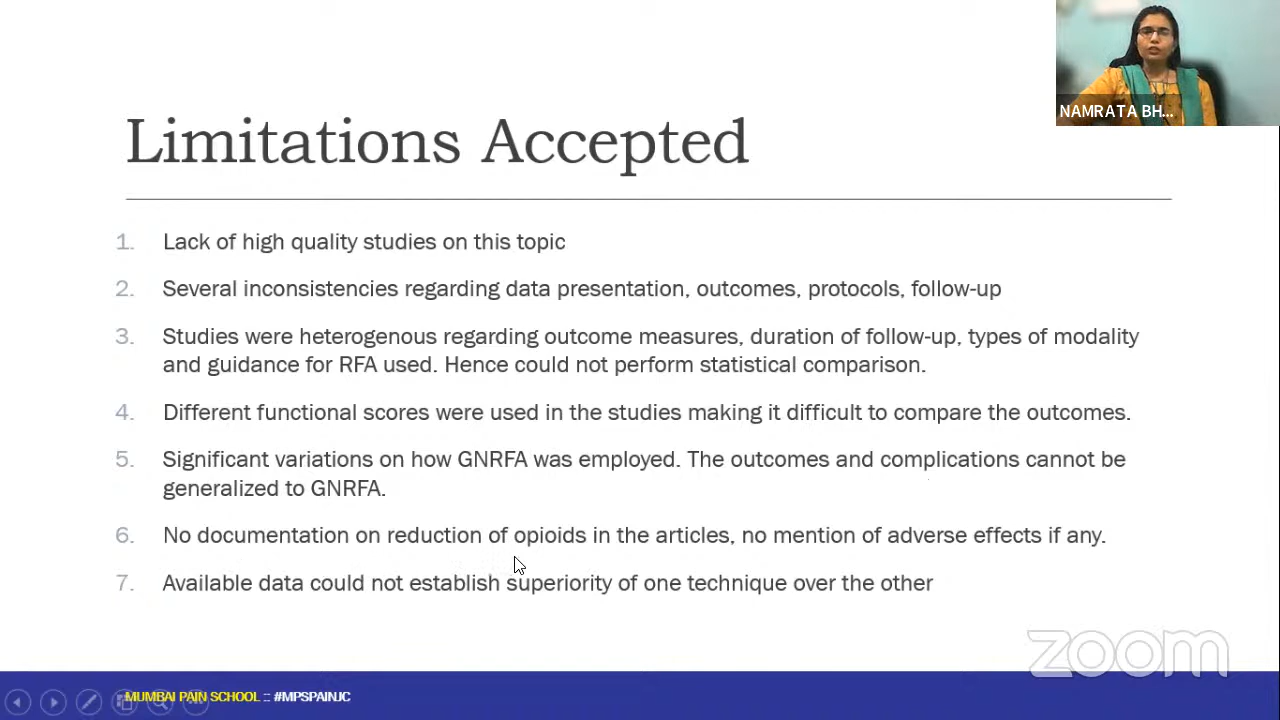 NAMRATA BH...
Limitations Accepted
1. Lack of high quality studies on this topic
2. Several inconsistencies regarding data presentation, outcomes, protocols, follow-up
3. Studies were heterogenous regarding outcome measures, duration of follow-up, types of modality
and guidance for RFA used. Hence could not perform statistical comparison.
4. Different functional scores were used in the studies making it difficult to compare the outcomes.
5. Significant variations on how GNRFA was employed. The outcomes and complications cannot be
generalized to GNRFA.
6. No documentation on reduction of opioids in the articles, no mention of adverse effects if any.
7. Available data could not establish superiority of one technique over the other
zoom
MUMBAI PAIN SCHOOL :: #MPSPAINJC